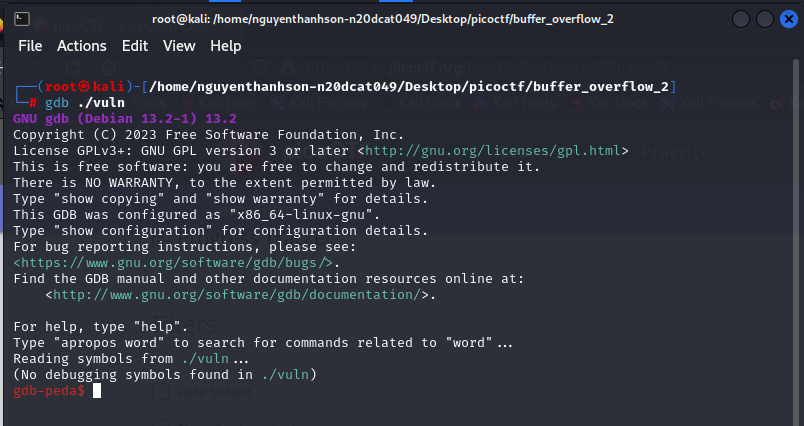 root@kali: /home/nguyenthanhson-n20dcat049/Desktop/picoctf/buffer_overflow_2
File Actions Edit View Help
┌──(root㉿kali)-[/home/nguyenthanhson-n20dcat049/Desktop/picoctf/buffer_overflow_2]
└─# gdb ./vuln
GNU gdb (Debian 13.2-1) 13.2
Copyright (C) 2023 Free Software Foundation, Inc.
License GPLv3+: GNU GPL version 3 or later <http://gnu.org/licenses/gpl.html>
This is free software: you are free to change and redistribute it.
There is NO WARRANTY, to the extent permitted by law.
Type "show copying" and "show warranty" for details.
This GDB was configured as "x86_64-linux-gnu".
Type "show configuration" for configuration details.
For bug reporting instructions, please see:
<https://www.gnu.org/software/gdb/bugs/>.
Find the GDB manual and other documentation resources online at:
    <http://www.gnu.org/software/gdb/documentation/>.
For help, type "help".
Type "apropos word" to search for commands related to "word"...
Reading symbols from ./vuln...
(No debugging symbols found in ./vuln)
gdb-peda$
Hide Solved